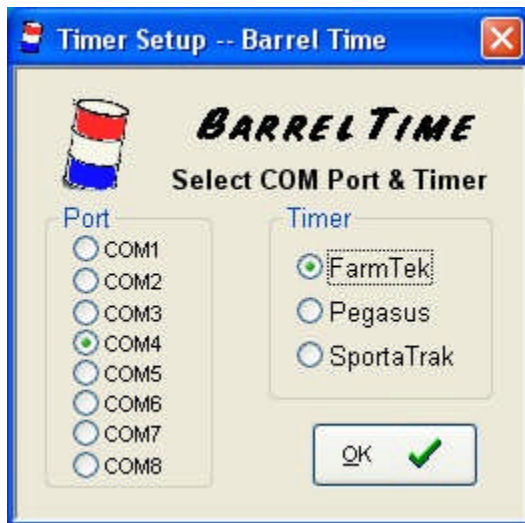 Timer Setup -- Barrel Time
BARREL TIME
Select COM Port & Timer
Port
COM1
COM2
COM3
COM4
COM5
COM6
COM7
COM8
Timer
FarmTek
Pegasus
SportaTrak
OK